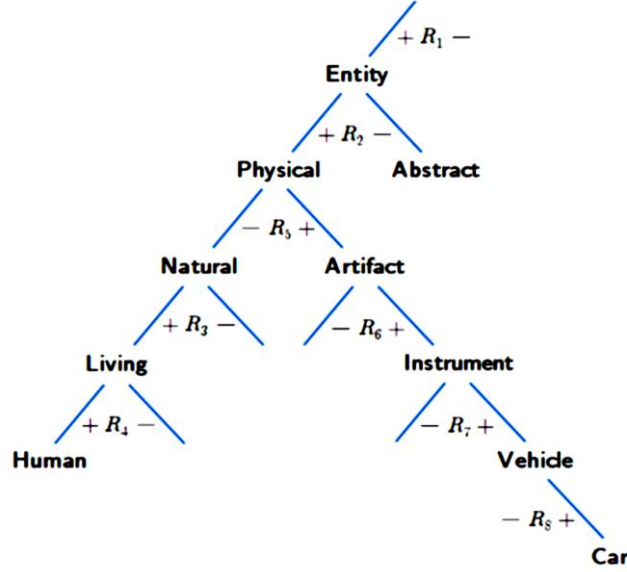 + R₁ −
Entity
+ R₂ −
Physical Abstract
− R₅ +
Natural Artifact
+ R₃ − − R₆ +
Living Instrument
+ R₄ − − R₇ +
Human Vehicle
− R₈ +
Car